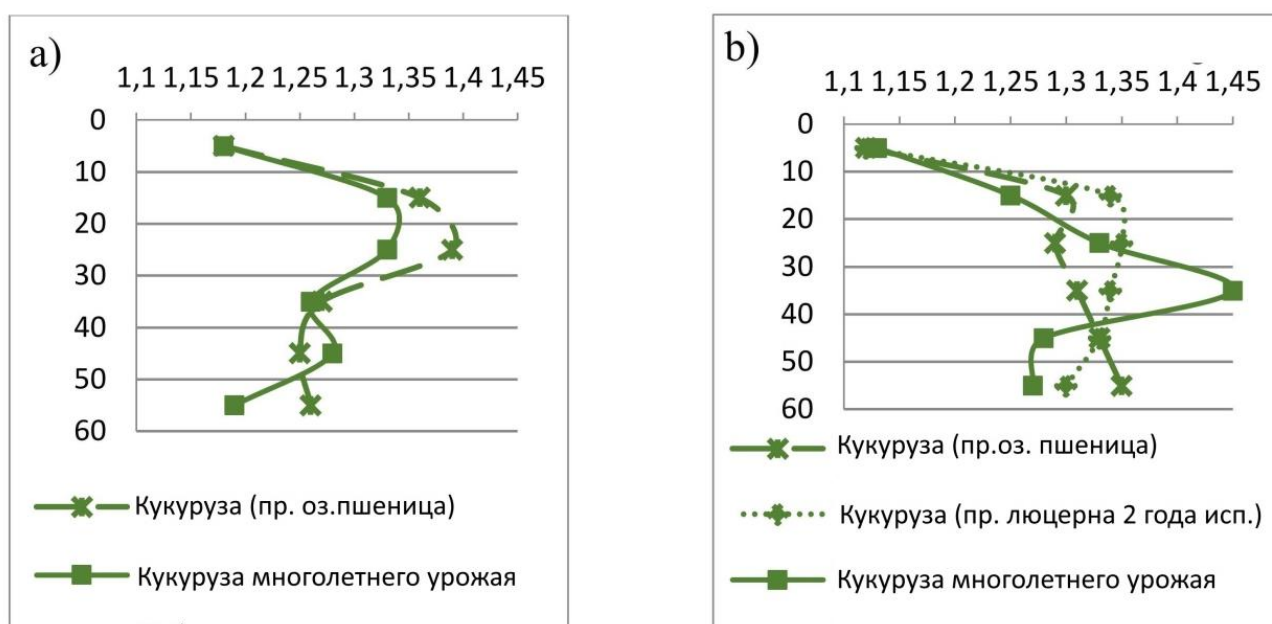 a)
1,1 1,15 1,2 1,25 1,3 1,35 1,4 1,45
0
10
20
30
40
50
60
Кукуруза (пр. оз.пшеница)
Кукуруза многолетнего урожая
b)
1,1 1,15 1,2 1,25 1,3 1,35 1,4 1,45
0
10
20
30
40
50
60
Кукуруза (пр.оз. пшеница)
Кукуруза (пр. люцерна 2 года исп.)
Кукуруза многолетнего урожая